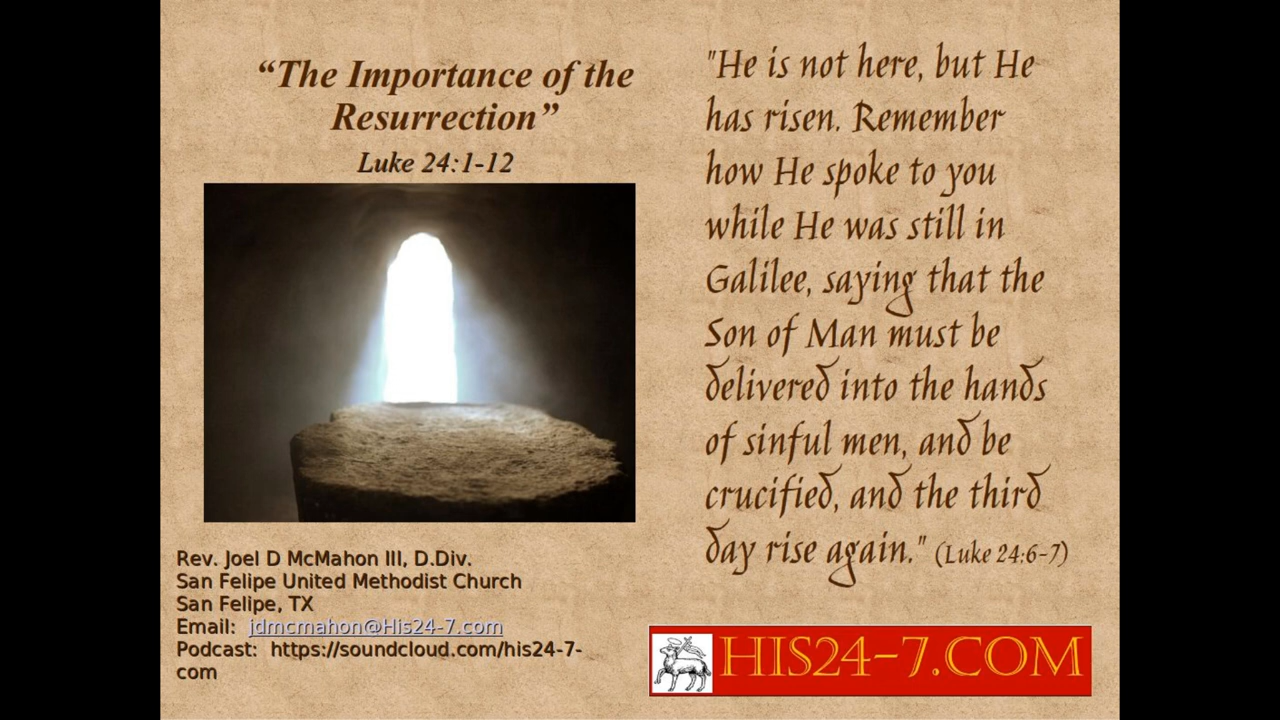 “The Importance of the
Resurrection”
Luke 24:1-12
Rev. Joel D McMahon III, D.Div.
San Felipe United Methodist Church
San Felipe, TX
Email:  jdmcmahon@His24-7.com
Podcast:  https://soundcloud.com/his24-7-
com
"He is not here, but He
has risen. Remember
how He spoke to you
while He was still in
Galilee, saying that the
Son of Man must be
delivered into the hands
of sinful men, and be
crucified, and the third
day rise again." (Luke 24:6-7)
HIS24-7.COM